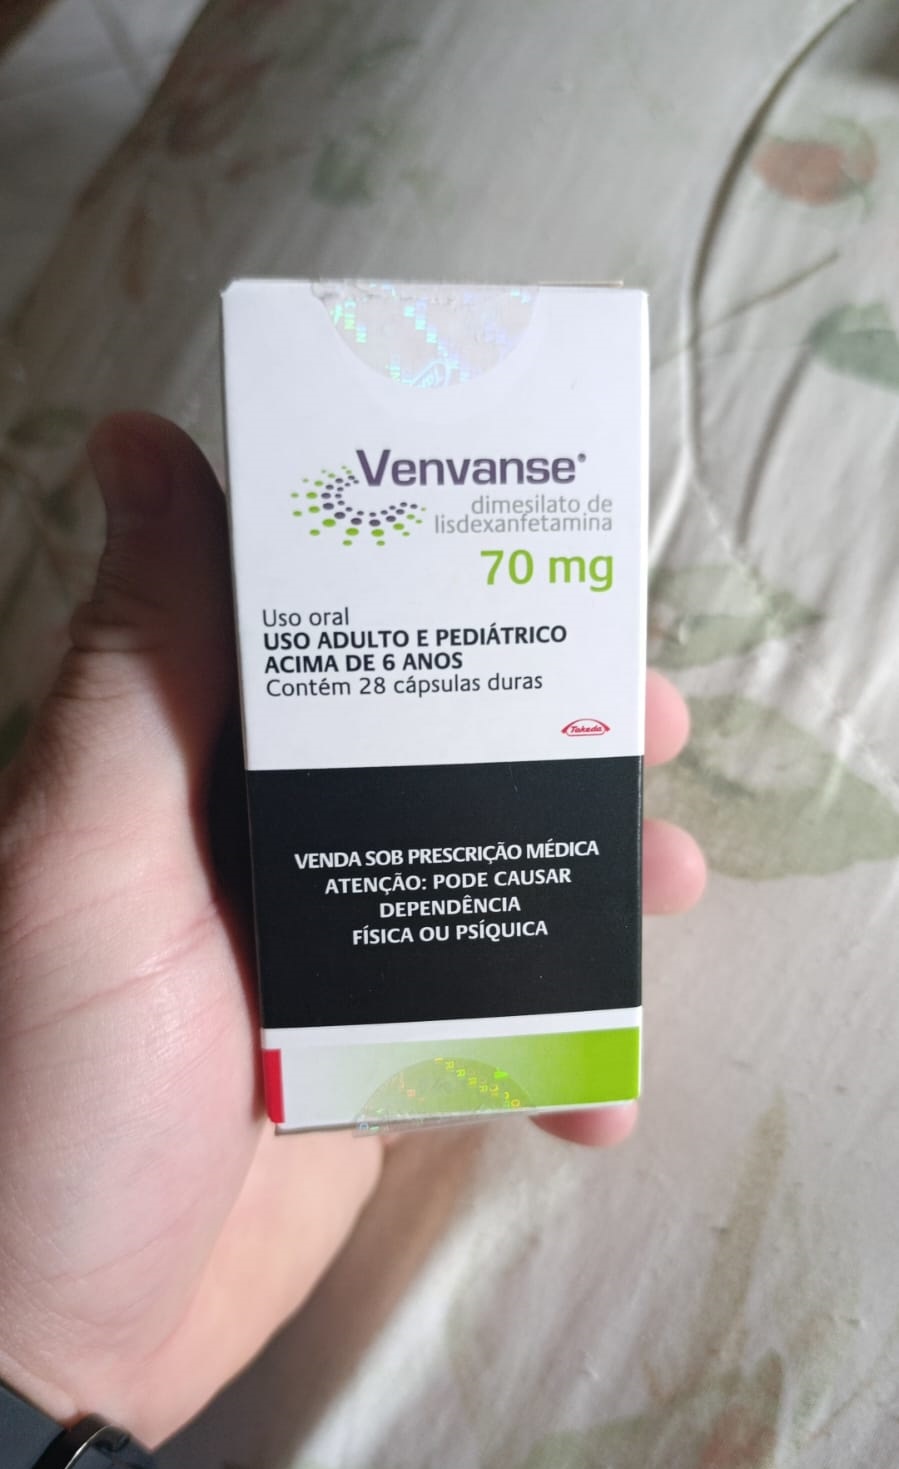 Venvanse®
dimesilato de
lisdexanfetamina
70 mg
Uso oral
USO ADULTO E PEDIÁTRICO
ACIMA DE 6 ANOS
Contém 28 cápsulas duras
Takeda
VENDA SOB PRESCRIÇÃO MÉDICA
ATENÇÃO: PODE CAUSAR
DEPENDÊNCIA
FÍSICA OU PSÍQUICA